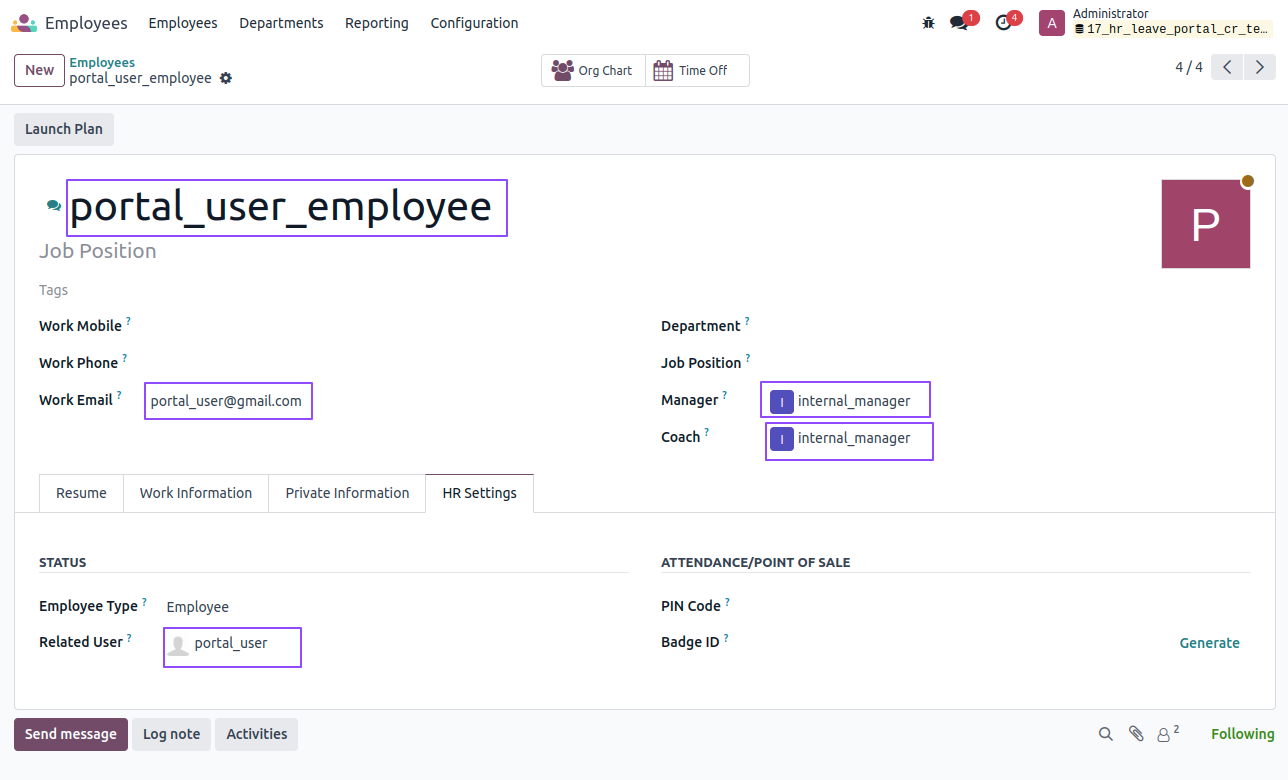 Employees Employees Departments Reporting Configuration 1 4 A Administrator
17_hr_leave_portal_cr_te...
New Employees
portal_user_employee
Org Chart Time Off 4 / 4
Launch Plan
portal_user_employee
P
Job Position
Tags
Work Mobile ? Department ?
Work Phone ? Job Position ?
Work Email ? portal_user@gmail.com Manager ? I internal_manager
Coach ? I internal_manager
Resume Work Information Private Information HR Settings
STATUS ATTENDANCE/POINT OF SALE
Employee Type ? Employee PIN Code ?
Related User ? portal_user Badge ID ? Generate
Send message Log note Activities 2 Following